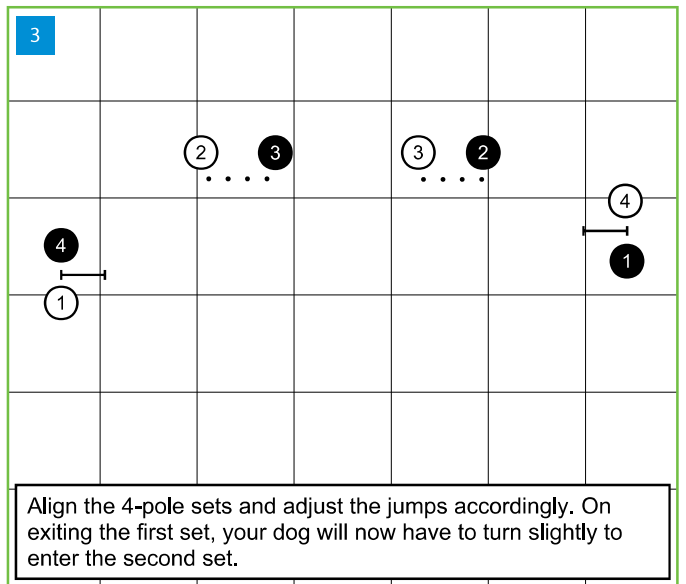 3
2 3 3 2
4
4
1
1
Align the 4-pole sets and adjust the jumps accordingly. On
exiting the first set, your dog will now have to turn slightly to
enter the second set.